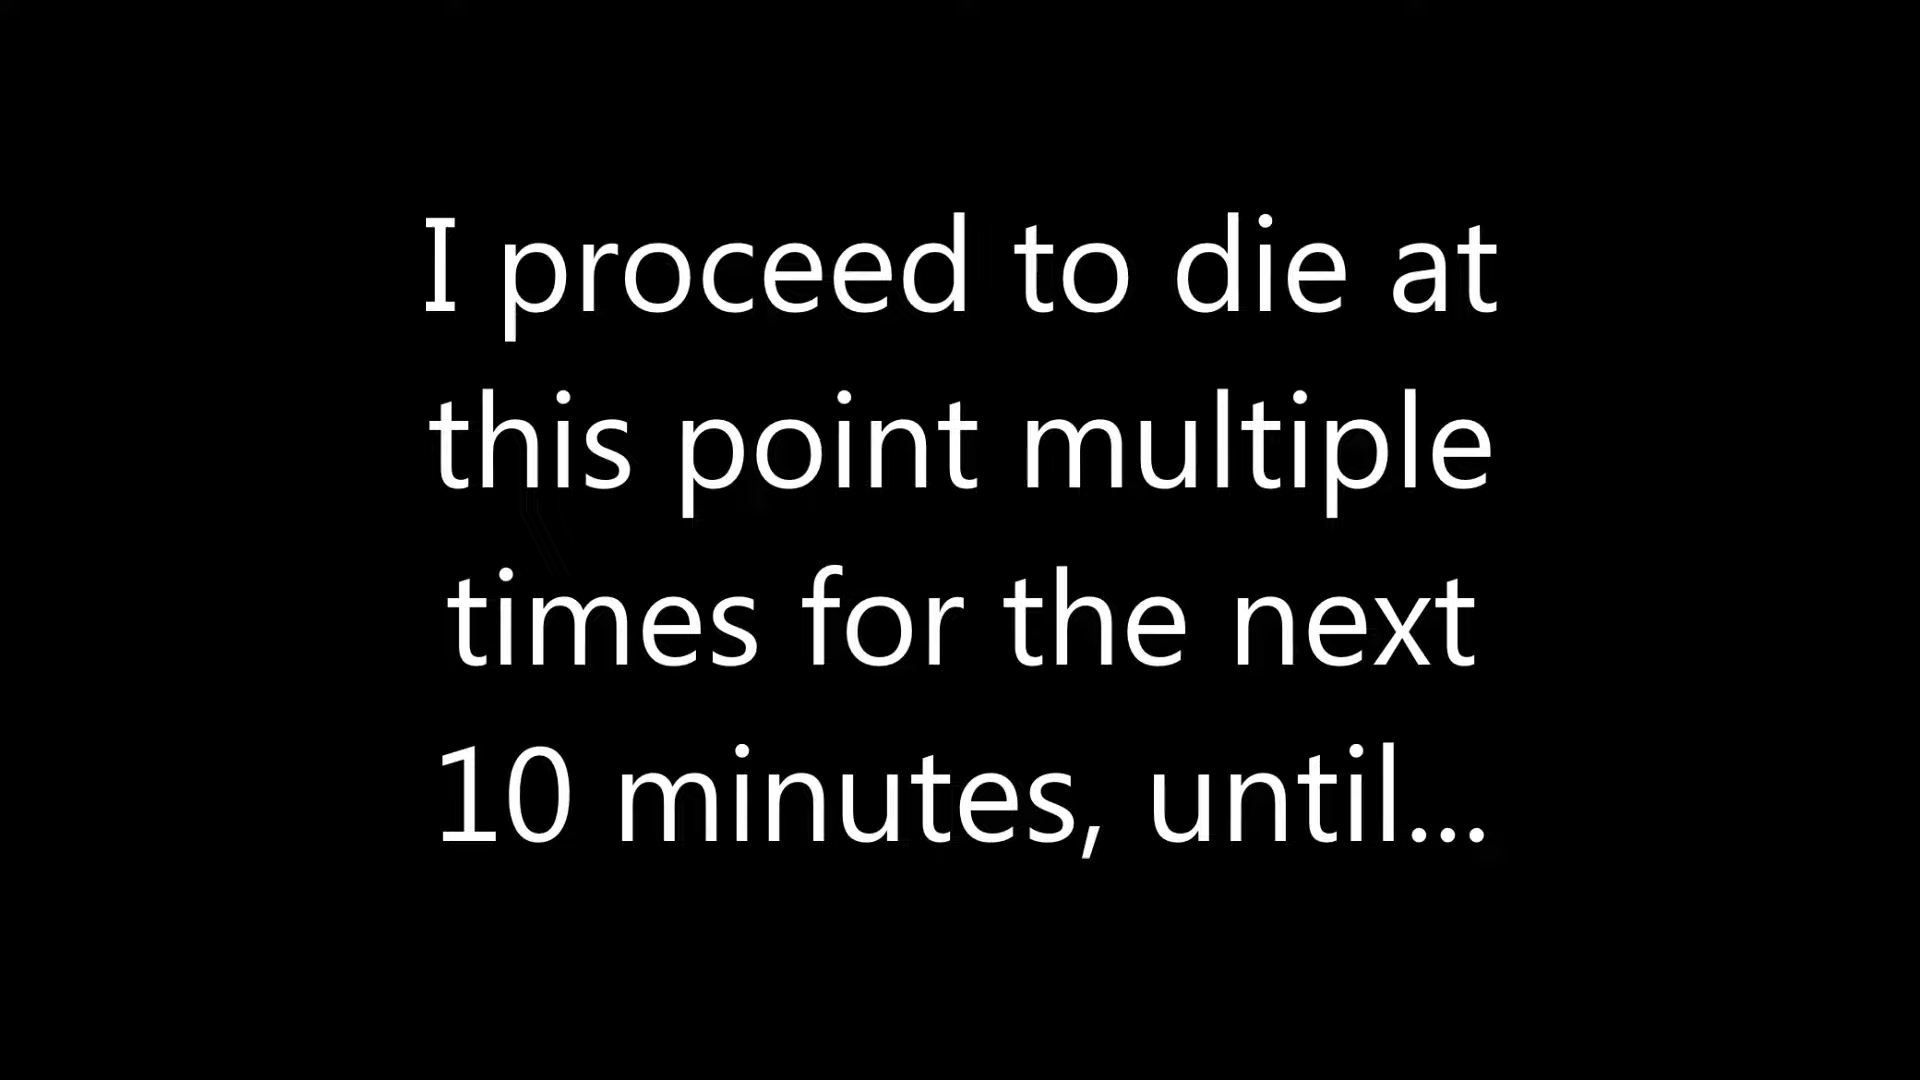 I proceed to die at
this point multiple
times for the next
10 minutes, until...